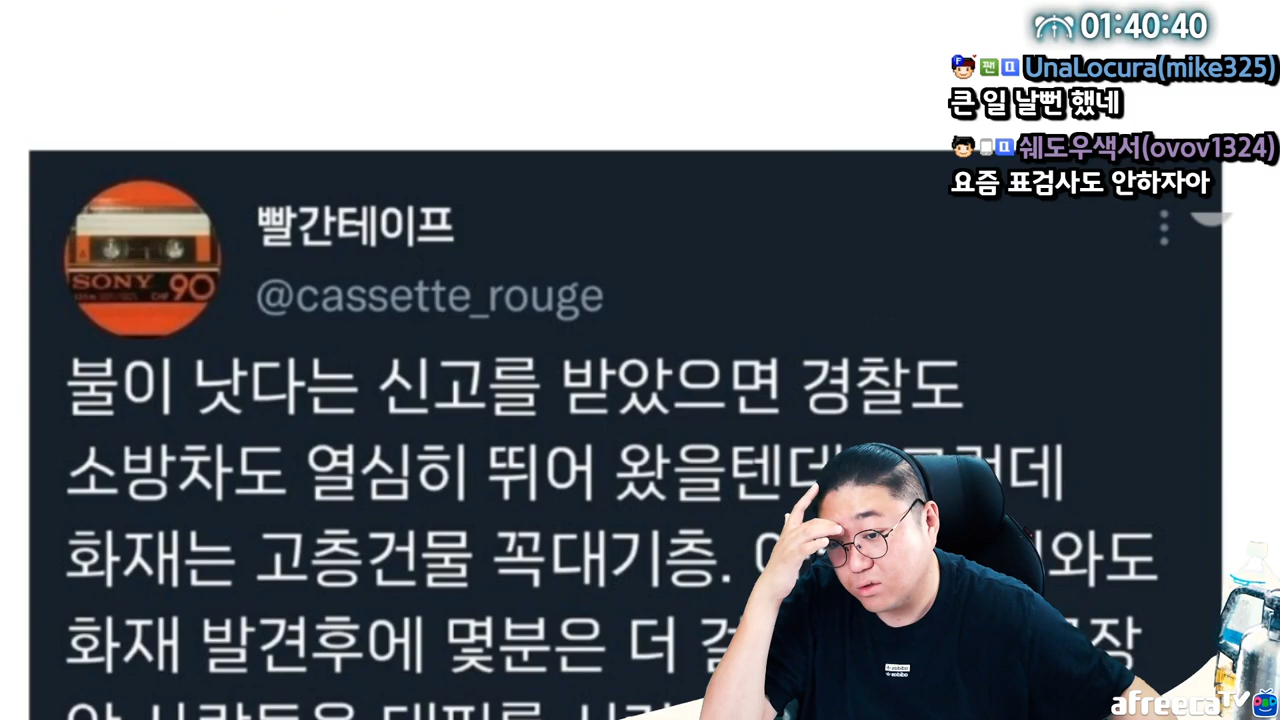 01:40:40
UnaLocura(mike325)
큰 일 날뻔 했네
쉐도우색서(ovov1324)
요즘 표검사도 안하자아
빨간테이프
@cassette_rouge
SONY 90
불이 낫다는 신고를 받았으면 경찰도
소방차도 열심히 뛰어 왔을텐데
화재는 고층건물 꼭대기층. 와도
화재 발견후에 몇분은 더
afreecaTV